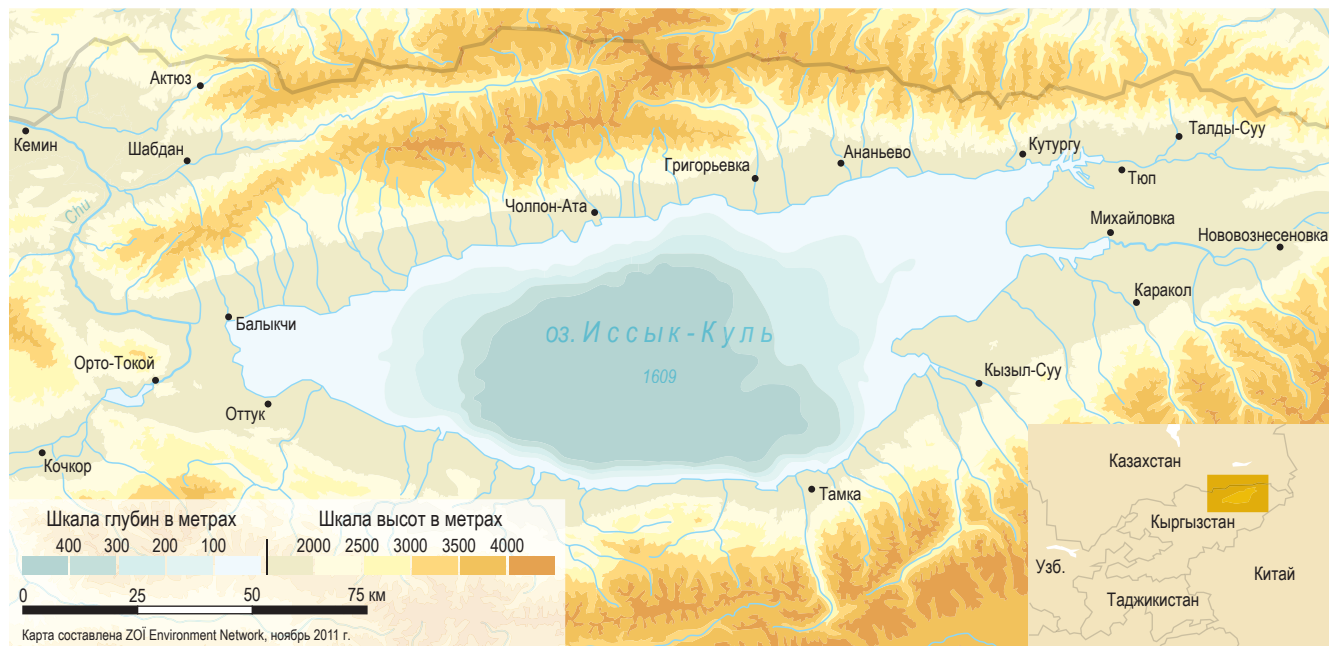 Актюз
Кемин
Шабдан
Chu
Талды-Суу
Кутургу
Ананьево
Григорьевка
Тюп
Чолпон-Ата
Михайловка
Нововознесеновка
Каракол
Балыкчи
оз. Иссык-Куль
1609
Орто-Токой
Кызыл-Суу
Оттук
Кочкор
Тамка
Шкала глубин в метрах
400 300 200 100
Шкала высот в метрах
2000 2500 3000 3500 4000
0 25 50 75 км
Карта составлена ZOÏ Environment Network, ноябрь 2011 г.
Казахстан
Кыргызстан
Узб.
Китай
Таджикистан